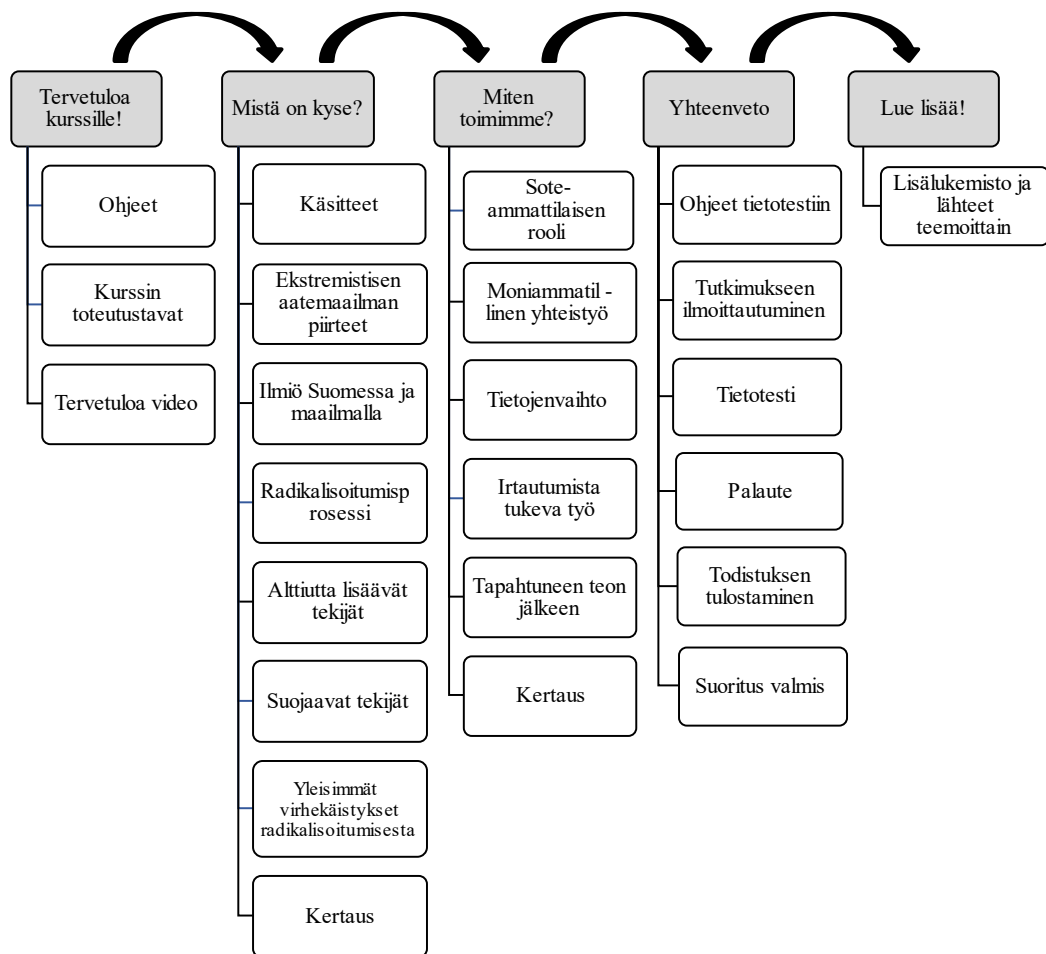 Tervetuloa
kurssille!
Ohjeet
Kurssin
toteutustavat
Tervetuloa video
Mistä on kyse?
Käsitteet
Ekstremistisen
aatemaailman
piirteet
Ilmiö Suomessa ja
maailmalla
Radikalisoitumisp
rosessi
Alttiutta lisäävät
tekijät
Suojaavat tekijät
Yleisimmät
virhekäistykset
radikalisoitumisesta
Kertaus
Miten
toimimme?
Sote-
ammattilaisen
rooli
Moniammatil -
linen yhteistyö
Tietojenvaihto
Irtautumista
tukeva työ
Tapahtuneen teon
jälkeen
Kertaus
Yhteenveto
Ohjeet tietotestiin
Tutkimukseen
ilmoittautuminen
Tietotesti
Palaute
Todistuksen
tulostaminen
Suoritus valmis
Lue lisää!
Lisälukemisto ja
lähteet
teemoittain